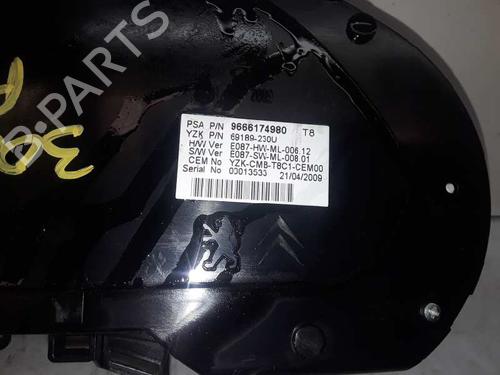 PSA P/N 9666174980 T8
YZK P/N 69189-230U
H/W Ver E087-HW-ML-006.12
S/W Ver E087-SW-ML-008.01
CEM No YZK-CMB-T8C1-CEM00
Serial No 03013533 21/04/2009
B-PARTS